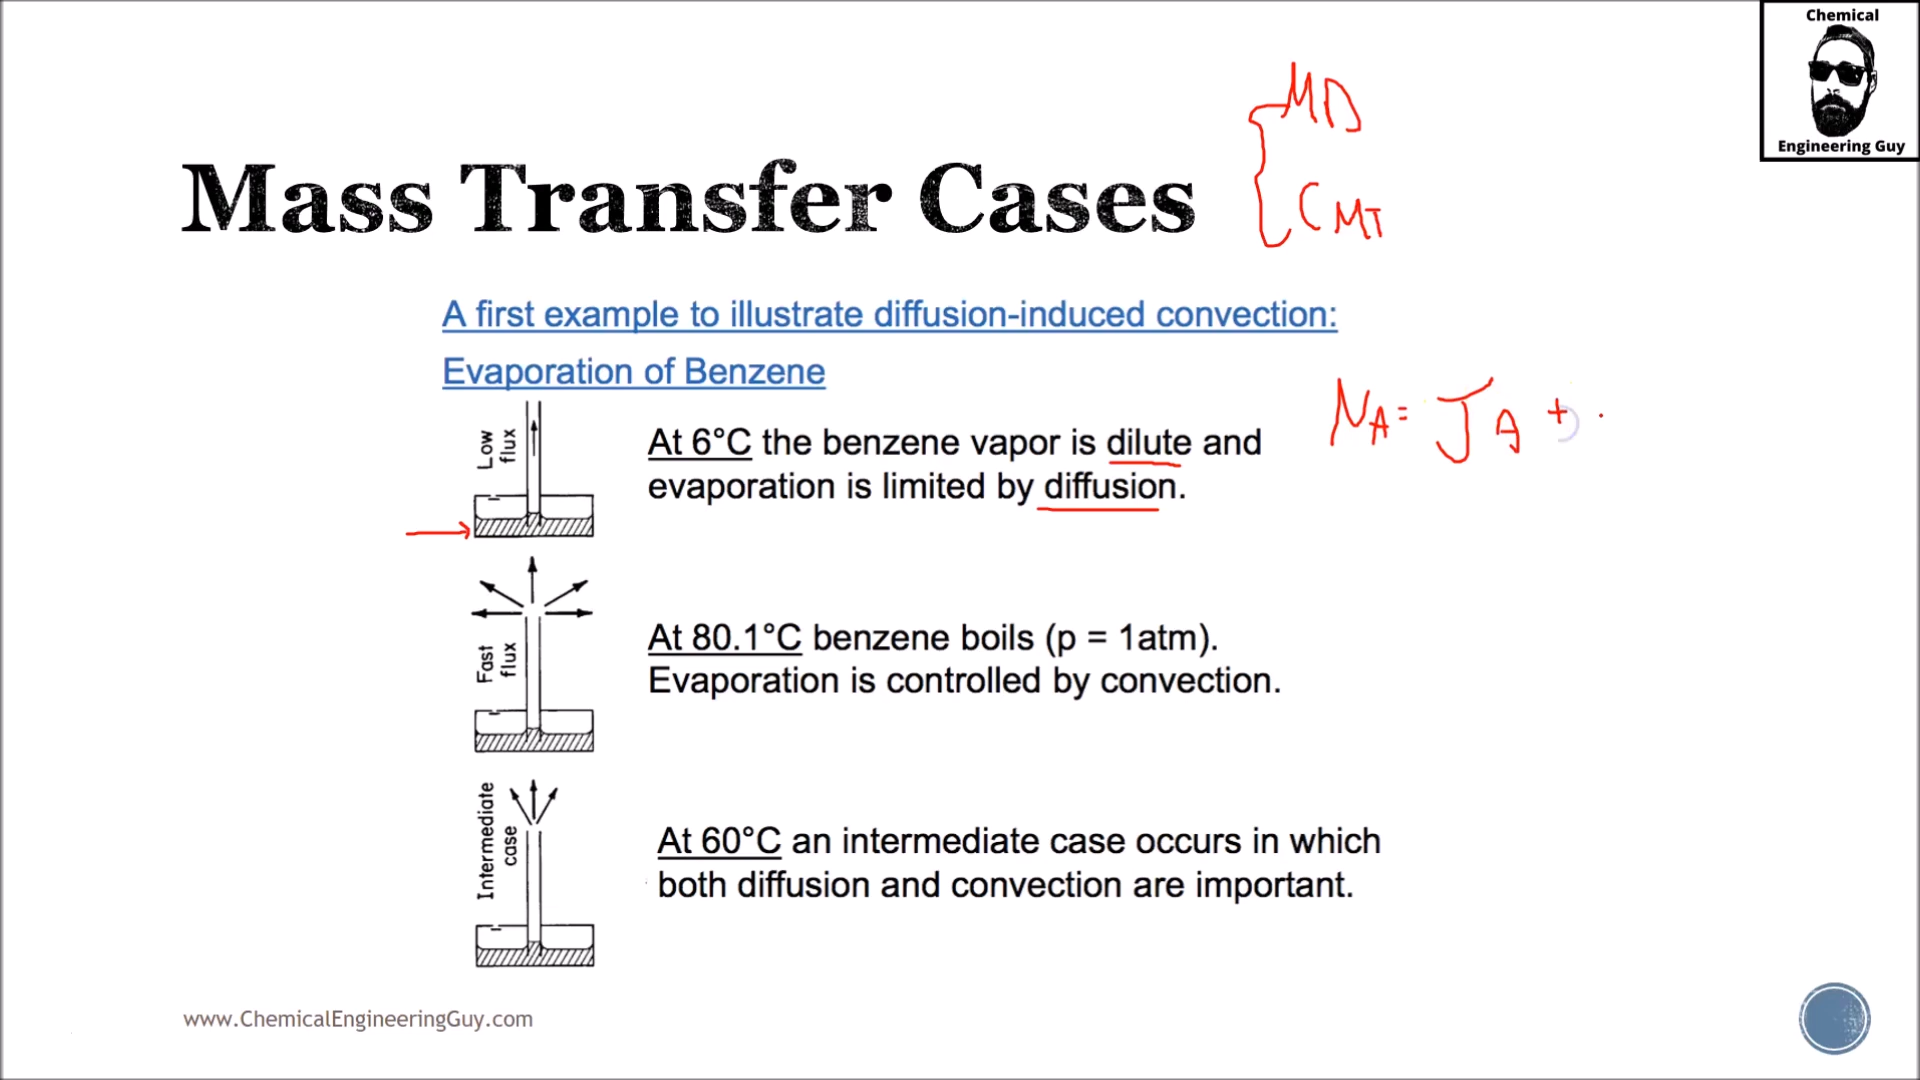 Chemical
Engineering Guy
MD
CMT
Mass Transfer Cases
A first example to illustrate diffusion-induced convection:
Evaporation of Benzene
Low
flux
At 6°C the benzene vapor is dilute and
evaporation is limited by diffusion.
NA= JA + .
Fast
flux
At 80.1°C benzene boils (p = 1atm).
Evaporation is controlled by convection.
Intermediate
case
At 60°C an intermediate case occurs in which
both diffusion and convection are important.
www.ChemicalEngineeringGuy.com